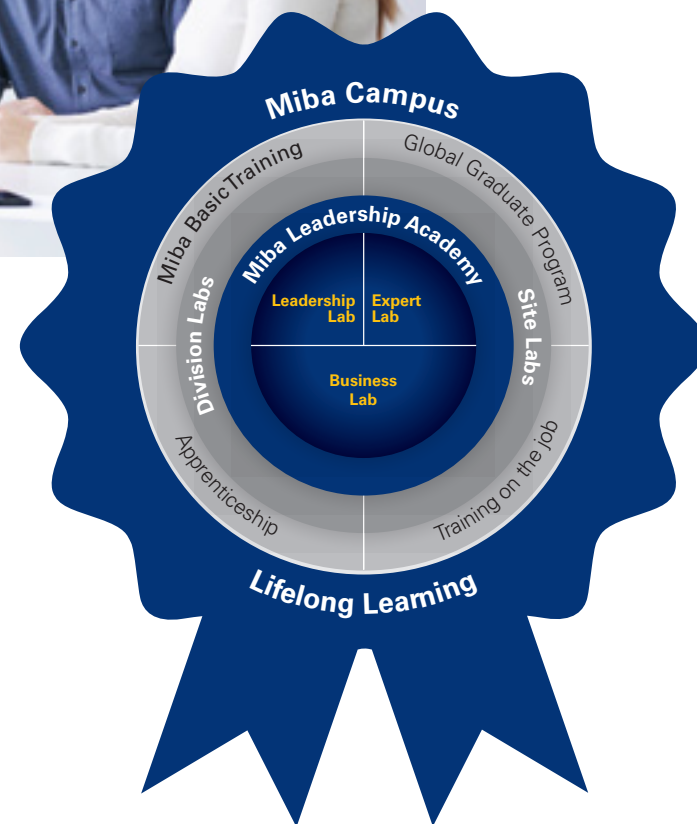 Miba Campus
Miba Basic Training
Global Graduate Program
Miba Leadership Academy
Division Labs
Site Labs
Leadership
Lab
Expert
Lab
Business
Lab
Apprenticeship
Training on the job
Lifelong Learning